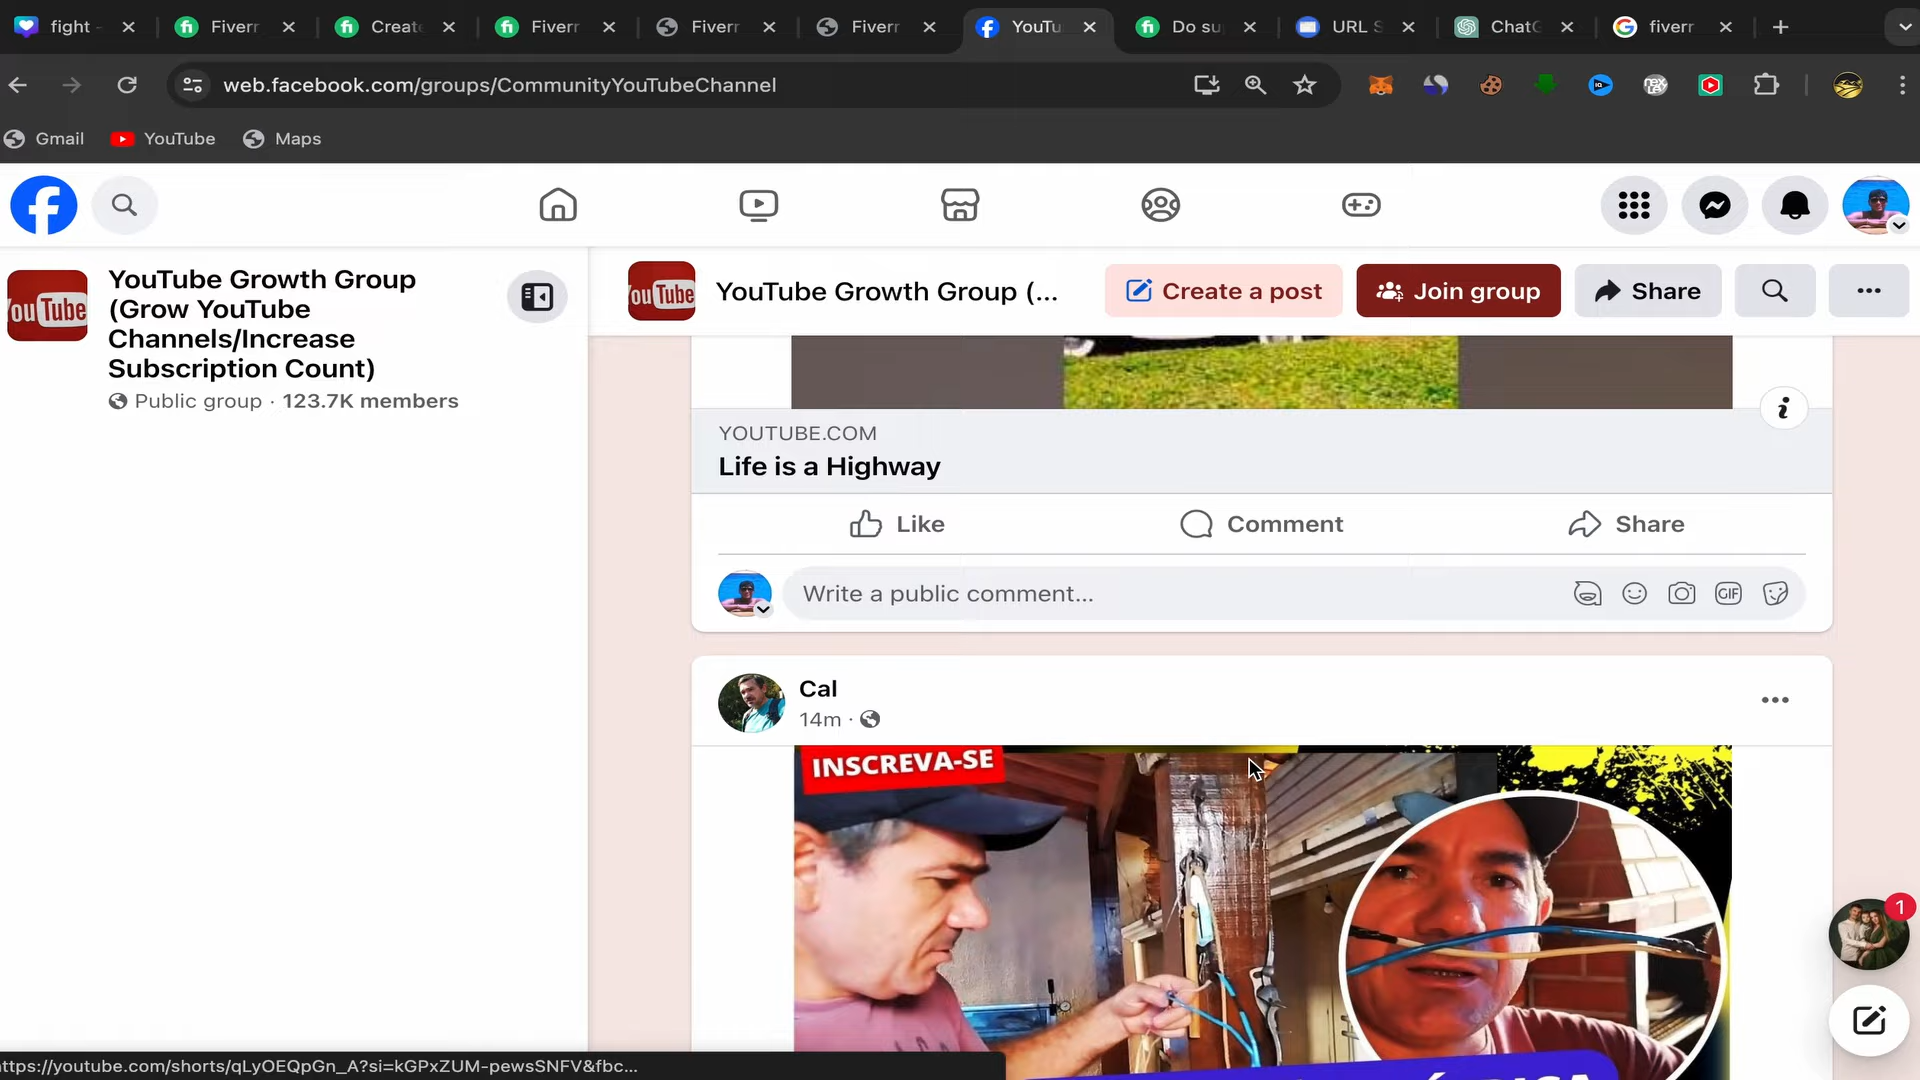 fight -
Fiverr
Create
Fiverr
Fiverr
Fiverr
YouTu
Do su
URL S
ChatG
fiverr
web.facebook.com/groups/CommunityYouTubeChannel
Gmail
YouTube
Maps
YouTube Growth Group
(Grow YouTube
Channels/Increase
Subscription Count)
Public group · 123.7K members
YouTube Growth Group (...
Create a post
Join group
Share
YOUTUBE.COM
Life is a Highway
Like
Comment
Share
Write a public comment...
GIF
Cal
14m ·
INSCREVA-SE
1
ttps://youtube.com/shorts/qLyOEQpGn_A?si=kGPxZUM-pewsSNFV&fbc...